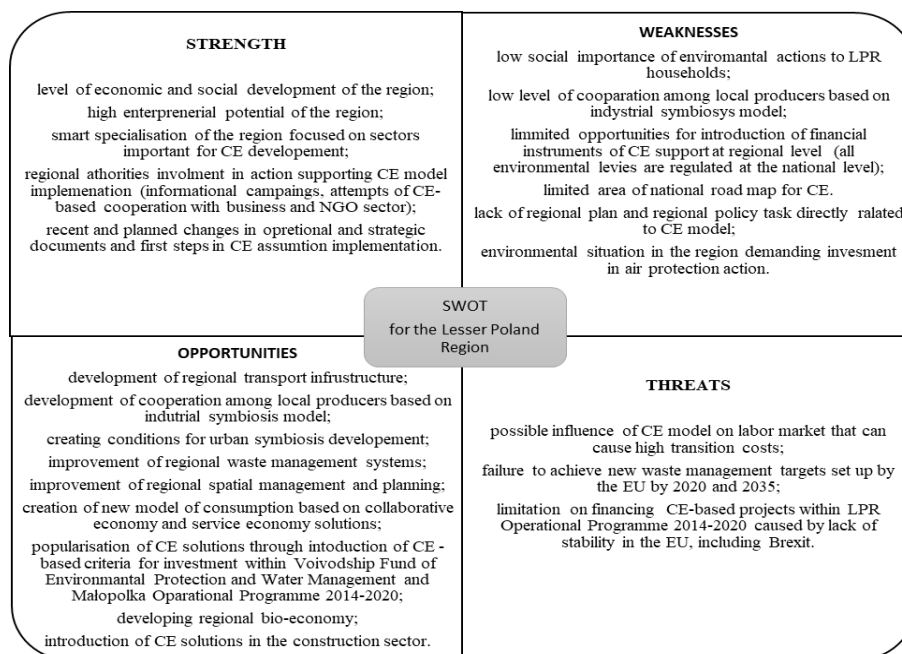 STRENGTH
level of economic and social development of the region;
high enterprenerial potential of the region;
smart specialisation of the region focused on sectors
important for CE developement;
regional athorities involment in action supporting CE model
implemenation (informational campaings, attempts of CE-
based cooperation with business and NGO sector);
recent and planned changes in opretional and strategic
documents and first steps in CE assumtion implementation.
WEAKNESSES
low social importance of enviromantal actions to LPR
households;
low level of cooparation among local producers based on
indystrial symbiosys model;
limmited opportunities for introduction of financial
instruments of CE support at regional level (all
environmental levies are regulated at the national level);
limited area of national road map for CE.
lack of regional plan and regional policy task directly ralated
to CE model;
environmental situation in the region demanding invesment
in air protection action.
SWOT
for the Lesser Poland
Region
OPPORTUNITIES
development of regional transport infrustructure;
development of cooperation among local producers based on
indutrial symbiosis model;
creating conditions for urban symbiosis developement;
improvement of regional waste management systems;
improvement of regional spatial management and planning;
creation of new model of consumption based on collaborative
economy and service economy solutions;
popularisation of CE solutions through intoduction of CE -
based criteria for investment within Voivodship Fund of
Environmantal Protection and Water Management and
Małopolka Oparational Programme 2014-2020;
developing regional bio-economy;
introduction of CE solutions in the construction sector.
THREATS
possible influence of CE model on labor market that can
cause high transition costs;
failure to achieve new waste management targets set up by
the EU by 2020 and 2035;
limitation on financing CE-based projects within LPR
Operational Programme 2014-2020 caused by lack of
stability in the EU, including Brexit.